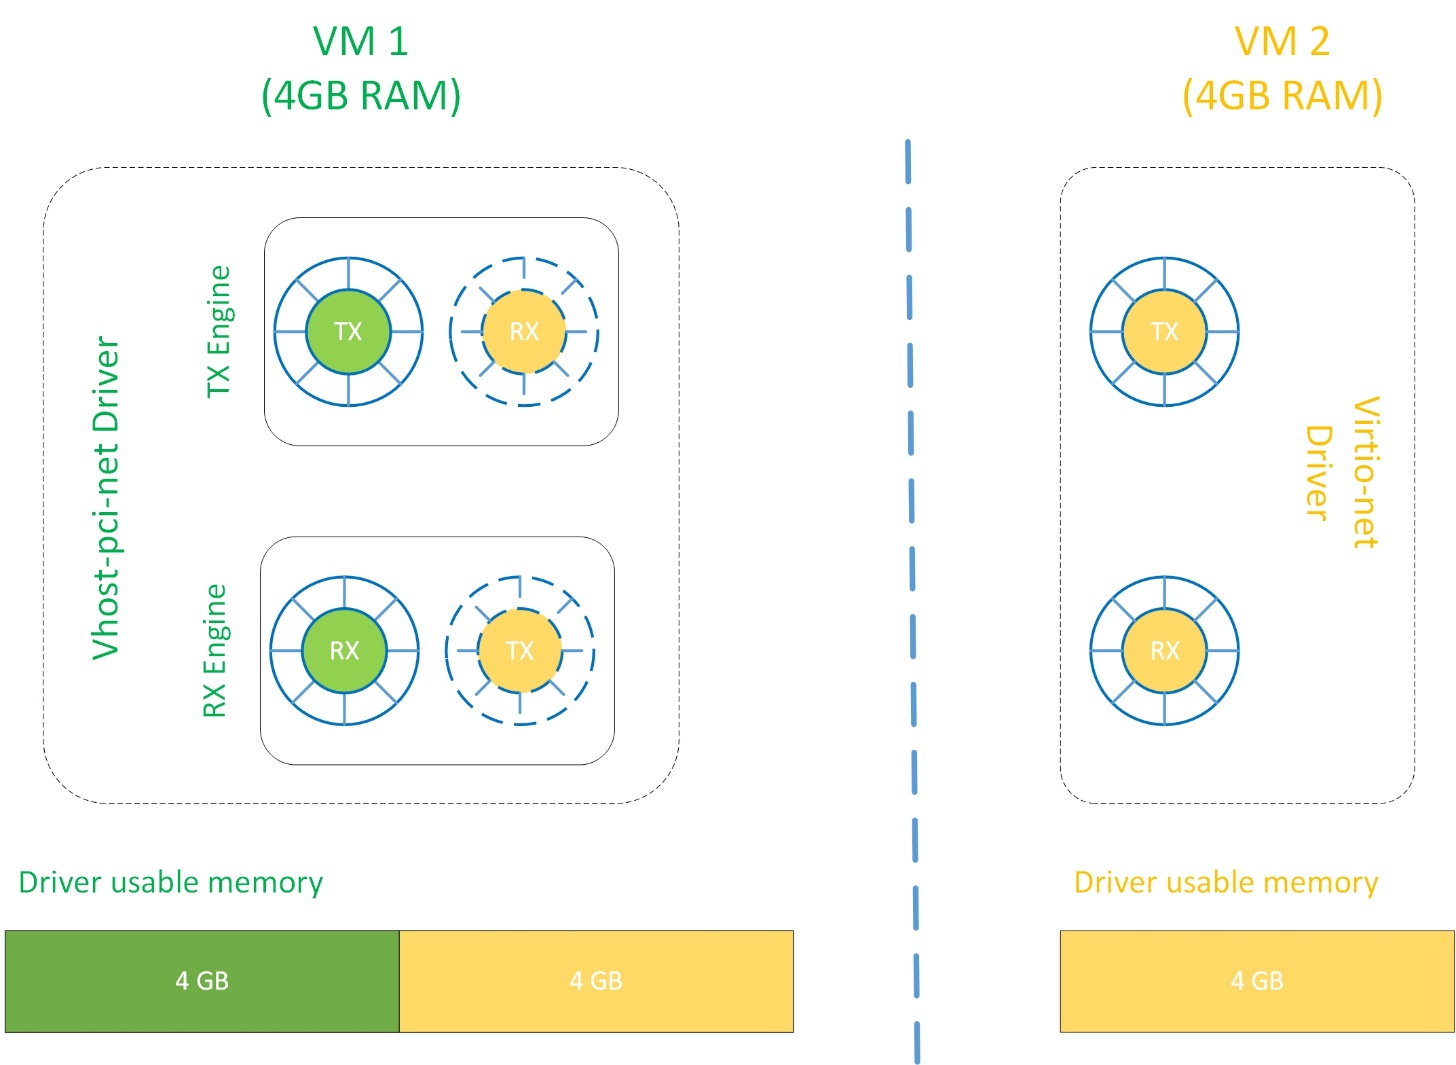 VM 1
(4GB RAM)
VM 2
(4GB RAM)
Vhost-pci-net Driver
TX Engine
TX
RX
RX Engine
RX
TX
TX
RX
Virtio-net
Driver
Driver usable memory
4 GB
4 GB
Driver usable memory
4 GB